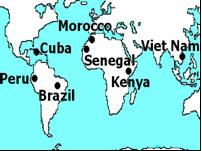 Morocco
Cuba
Viet Nam
Senegal
Peru
Kenya
Brazil